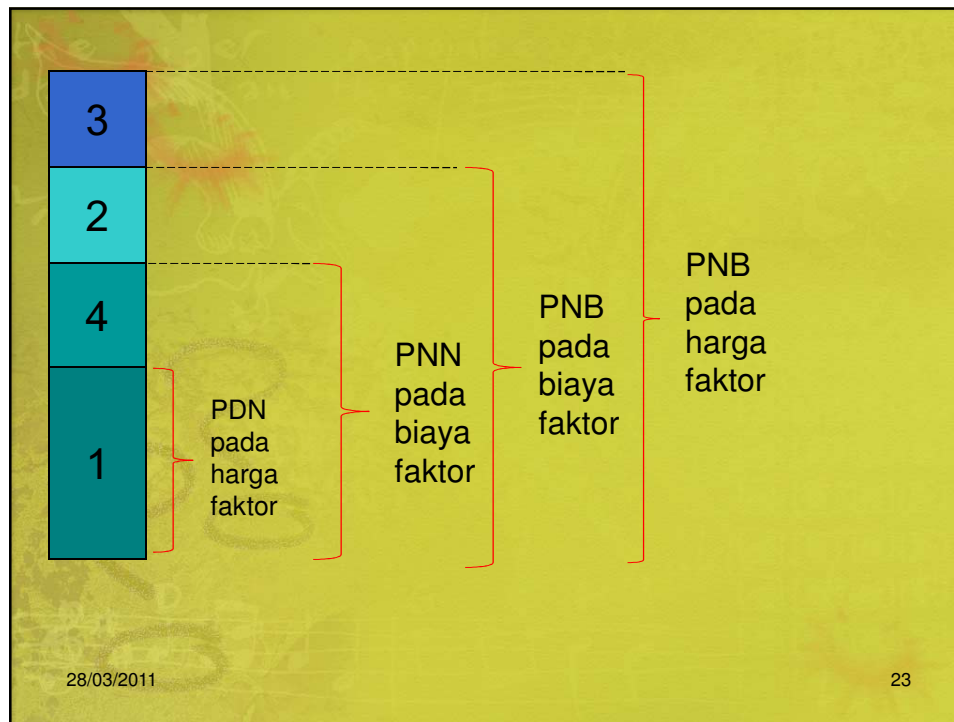 3
2
4
1
PDN
pada
harga
faktor
PNN
pada
biaya
faktor
PNB
pada
biaya
faktor
PNB
pada
harga
faktor
28/03/2011
23